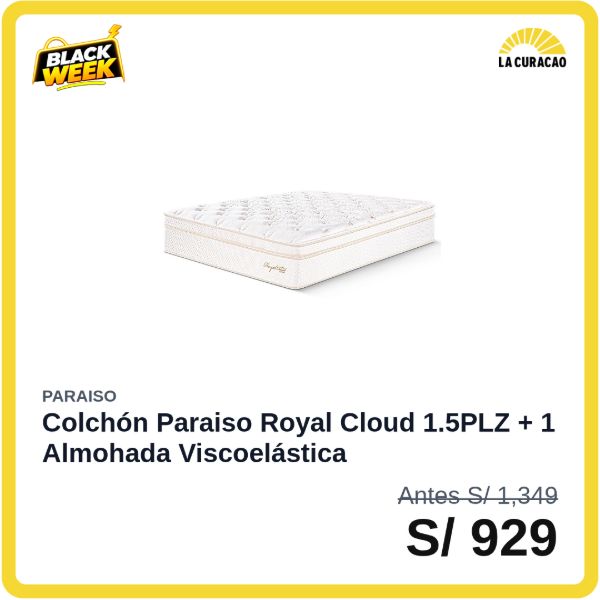 BLACK
WEEK
LA CURACAO
PARAISO
Colchón Paraiso Royal Cloud 1.5PLZ + 1
Almohada Viscoelástica
Antes S/ 1,349
S/ 929